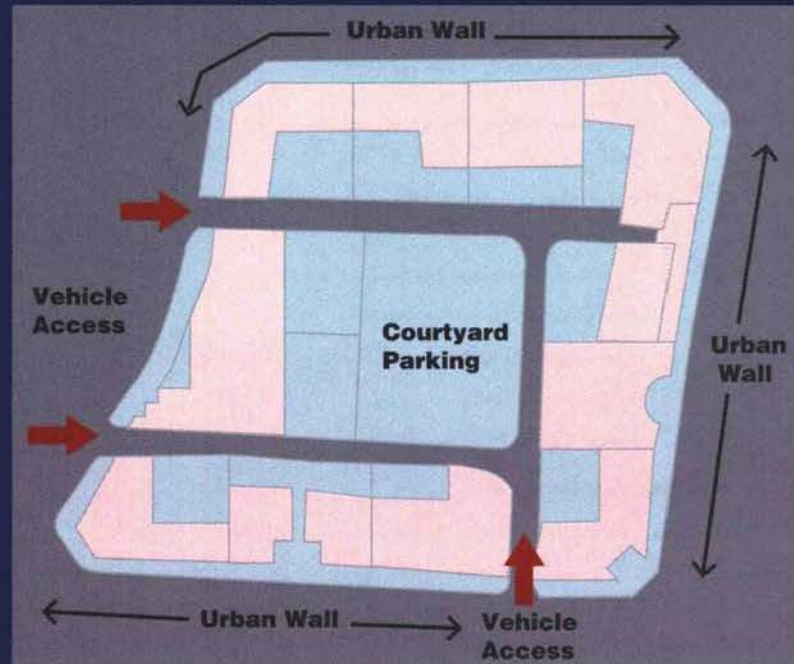 Urban Wall
Vehicle
Access
Courtyard
Parking
Urban
Wall
Urban Wall
Vehicle
Access